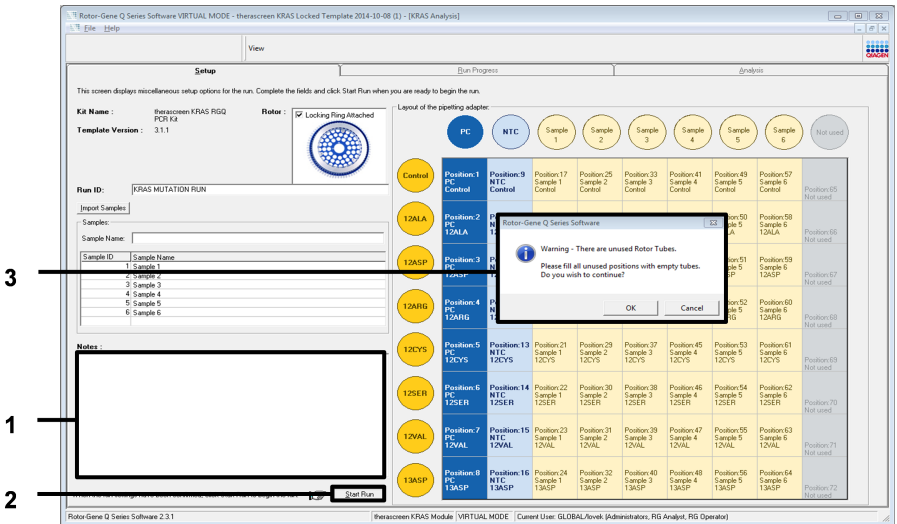 Rotor-Gene Q Series Software VIRTUAL MODE - therascreen KRAS Locked Template 2014-10-08 (1) - [KRAS Analysis]
File Help
View
QIAGEN
Setup
Run Progress
Analysis
This screen displays miscellaneous setup options for the run. Complete the fields and click Start Run when you are ready to begin the run.
Kit Name : therascreen KRAS RGQ
PCR Kit
Rotor :
Locking Ring Attached
Template Version : 3.1.1
Run ID: KRAS MUTATION RUN
Import Samples
Samples:
Sample Name:
Sample ID Sample Name
1 Sample 1
2 Sample 2
3 Sample 3
4 Sample 4
5 Sample 5
6 Sample 6
Notes :
Start Run
Layout of the pipetting adapter:
PC NTC Sample 1 Sample 2 Sample 3 Sample 4 Sample 5 Sample 6 Not used
Control
Position:1 Position:9 Position:17 Position:25 Position:33 Position:41 Position:49 Position:57
PC NTC Sample 1 Sample 2 Sample 3 Sample 4 Sample 5 Sample 6
Control Control Control Control Control Control Control Control Position:65
Not used
12ALA
Position:2 :50 Position:58
PC ple 5 Sample 6
12ALA LA 12ALA Position:66
Not used
12ASP
Position:3 :51 Position:59
PC ple 5 Sample 6
12ASP 12ASP Position:67
Not used
12ARG
Position:4 :52 Position:60
PC ple 5 Sample 6
12ARG RG 12ARG Position:68
Not used
12CYS
Position:5 Position:13 Position:21 Position:29 Position:37 Position:45 Position:53 Position:61
PC NTC Sample 1 Sample 2 Sample 3 Sample 4 Sample 5 Sample 6
12CYS 12CYS 12CYS 12CYS 12CYS 12CYS 12CYS 12CYS Position:69
Not used
12SER
Position:6 Position:14 Position:22 Position:30 Position:38 Position:46 Position:54 Position:62
PC NTC Sample 1 Sample 2 Sample 3 Sample 4 Sample 5 Sample 6
12SER 12SER 12SER 12SER 12SER 12SER 12SER 12SER Position:70
Not used
12VAL
Position:7 Position:15 Position:23 Position:31 Position:39 Position:47 Position:55 Position:63
PC NTC Sample 1 Sample 2 Sample 3 Sample 4 Sample 5 Sample 6
12VAL 12VAL 12VAL 12VAL 12VAL 12VAL 12VAL 12VAL Position:71
Not used
13ASP
Position:8 Position:16 Position:24 Position:32 Position:40 Position:48 Position:56 Position:64
PC NTC Sample 1 Sample 2 Sample 3 Sample 4 Sample 5 Sample 6
13ASP 13ASP 13ASP 13ASP 13ASP 13ASP 13ASP 13ASP Position:72
Not used
Rotor-Gene Q Series Software
Warning - There are unused Rotor Tubes.
Please fill all unused positions with empty tubes.
Do you wish to continue?
OK Cancel
3
1
2
Rotor-Gene Q Series Software 2.3.1 therascreen KRAS Module VIRTUAL MODE Current User: GLOBAL/lovek (Administrators, RG Analyst, RG Operator)